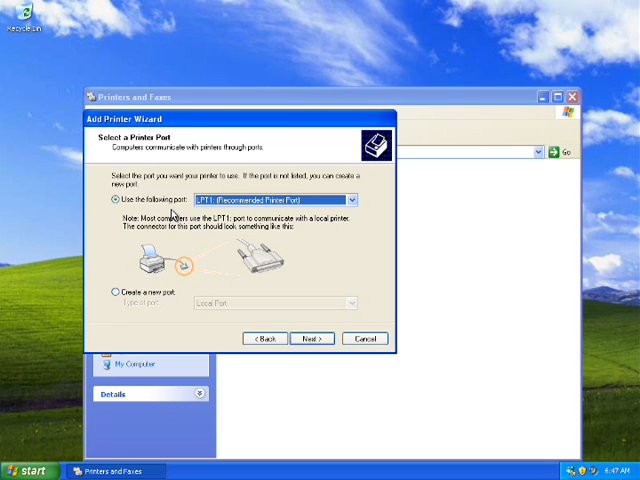 Recycle Bin
Printers and Faxes
Add Printer Wizard
Select a Printer Port
Computers communicate with printers through ports.
Go
Select the port you want your printer to use. If the port is not listed, you can create a
new port.
Use the following port:
LPT1: (Recommended Printer Port)
Note: Most computers use the LPT1: port to communicate with a local printer.
The connector for this port should look something like this:
Create a new port:
Type of port:
Local Port
< Back
Next >
Cancel
My Computer
Details
start
Printers and Faxes
6:47 AM